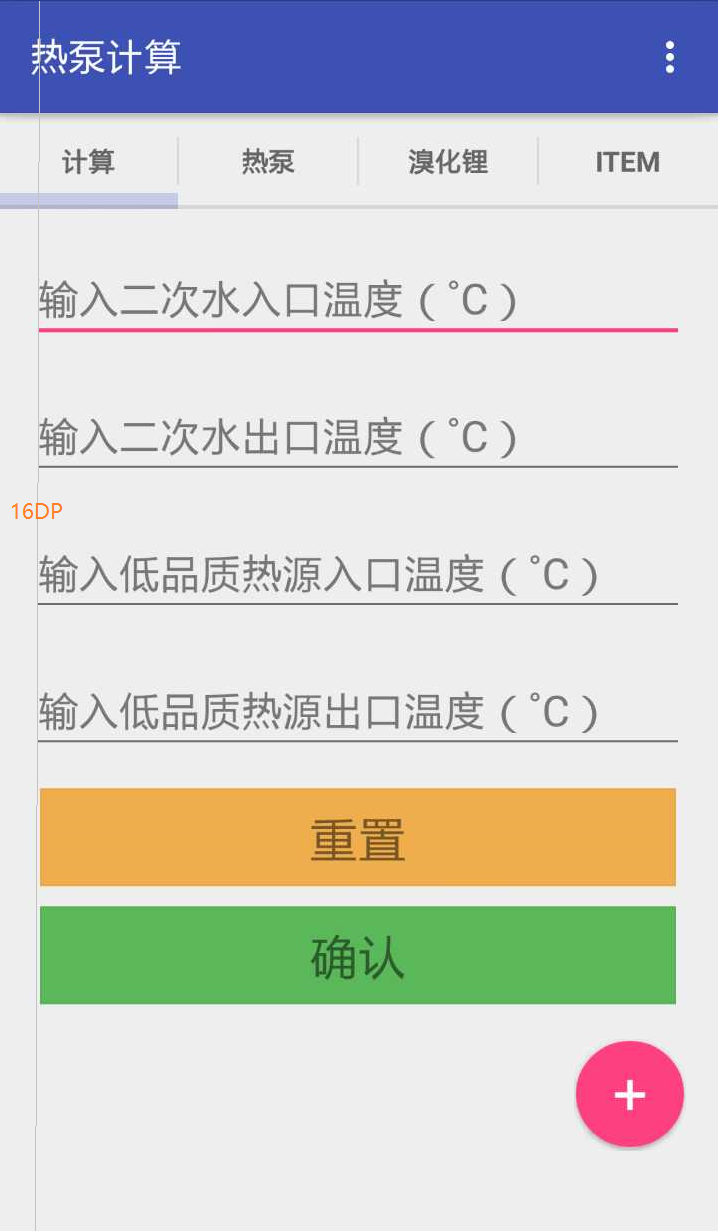 热泵计算
计算 热泵 溴化锂 ITEM
输入二次水入口温度（℃）
输入二次水出口温度（℃）
16DP
输入低品质热源入口温度（℃）
输入低品质热源出口温度（℃）
重置
确认